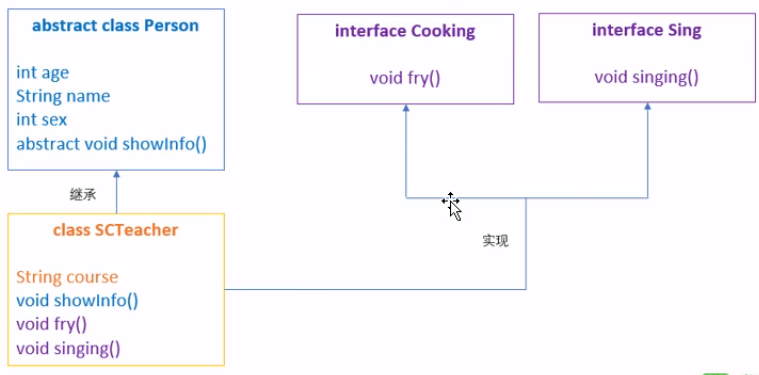 abstract class Person
int age
String name
int sex
abstract void showInfo()
interface Cooking
void fry()
interface Sing
void singing()
继承
实现
class SCTeacher
String course
void showInfo()
void fry()
void singing()